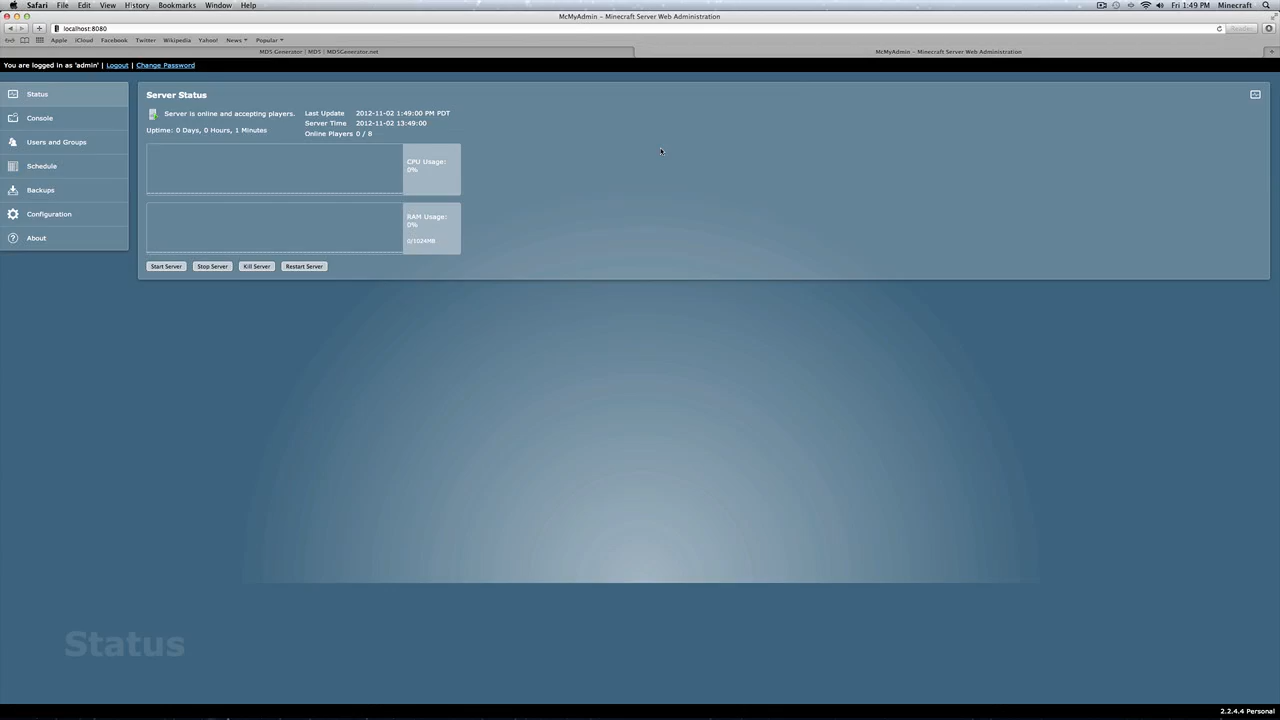 Safari File Edit View History Bookmarks Window Help Fri 1:49 PM Minecraft
McMyAdmin – Minecraft Server Web Administration
localhost:8080 Reader
Apple iCloud Facebook Twitter Wikipedia Yahoo! News Popular
MD5 Generator | MD5 | MD5Generator.net McMyAdmin – Minecraft Server Web Administration
You are logged in as 'admin' | Logout | Change Password
Status
Console
Users and Groups
Schedule
Backups
Configuration
About
Server Status
Server is online and accepting players.
Uptime: 0 Days, 0 Hours, 1 Minutes
Last Update 2012-11-02 1:49:00 PM PDT
Server Time 2012-11-02 13:49:00
Online Players 0 / 8
CPU Usage:
0%
RAM Usage:
0%
0/1024MB
Start Server Stop Server Kill Server Restart Server
Status
2.2.4.4 Personal